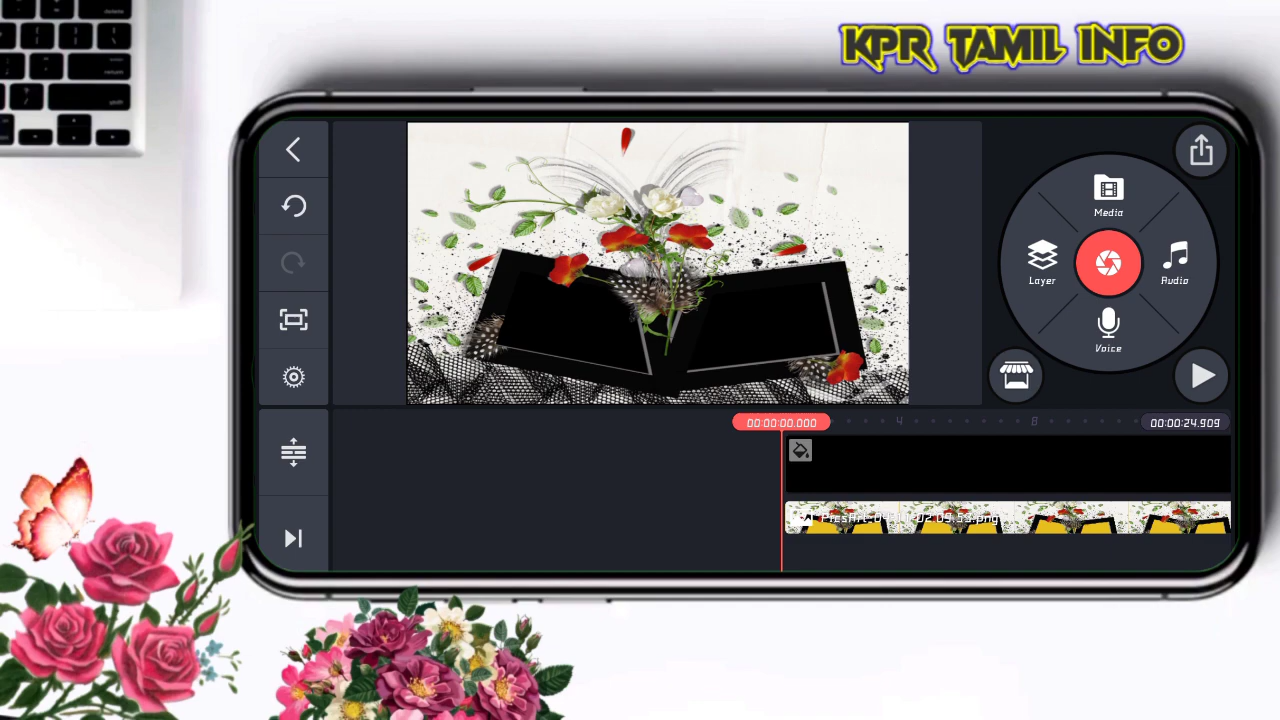 KPR TAMIL INFO
Media
Layer
Audio
Voice
00:00:00.000
4
8
00:00:24.909